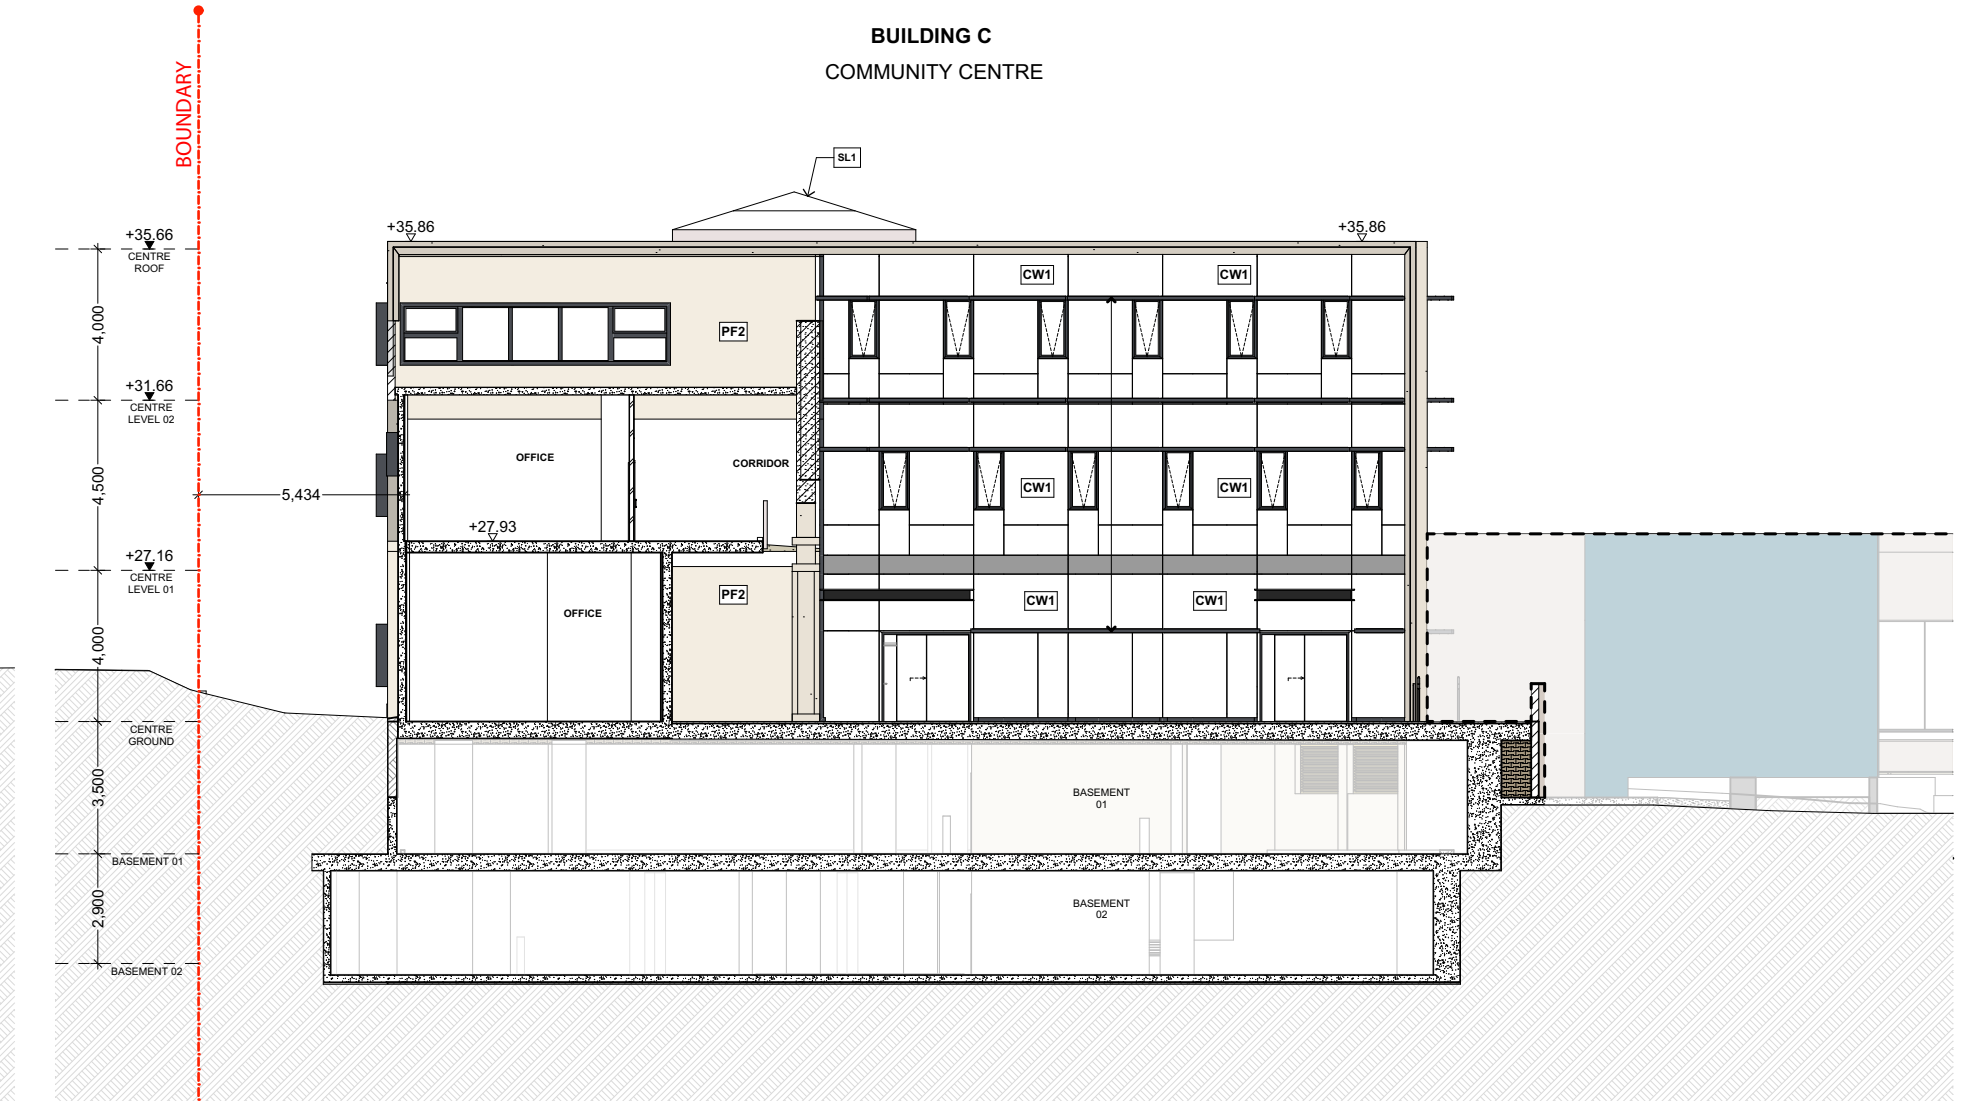 BUILDING C
COMMUNITY CENTRE
BOUNDARY
SL1
+35.86
+35.86
+35.66
CENTRE
ROOF
CW1
CW1
4,000
PF2
+31.66
CENTRE
LEVEL 02
OFFICE
CORRIDOR
4,500
5,434
CW1
CW1
+27.93
+27.16
CENTRE
LEVEL 01
OFFICE
PF2
CW1
CW1
4,000
CENTRE
GROUND
3,500
BASEMENT
01
BASEMENT 01
2,900
BASEMENT
02
BASEMENT 02